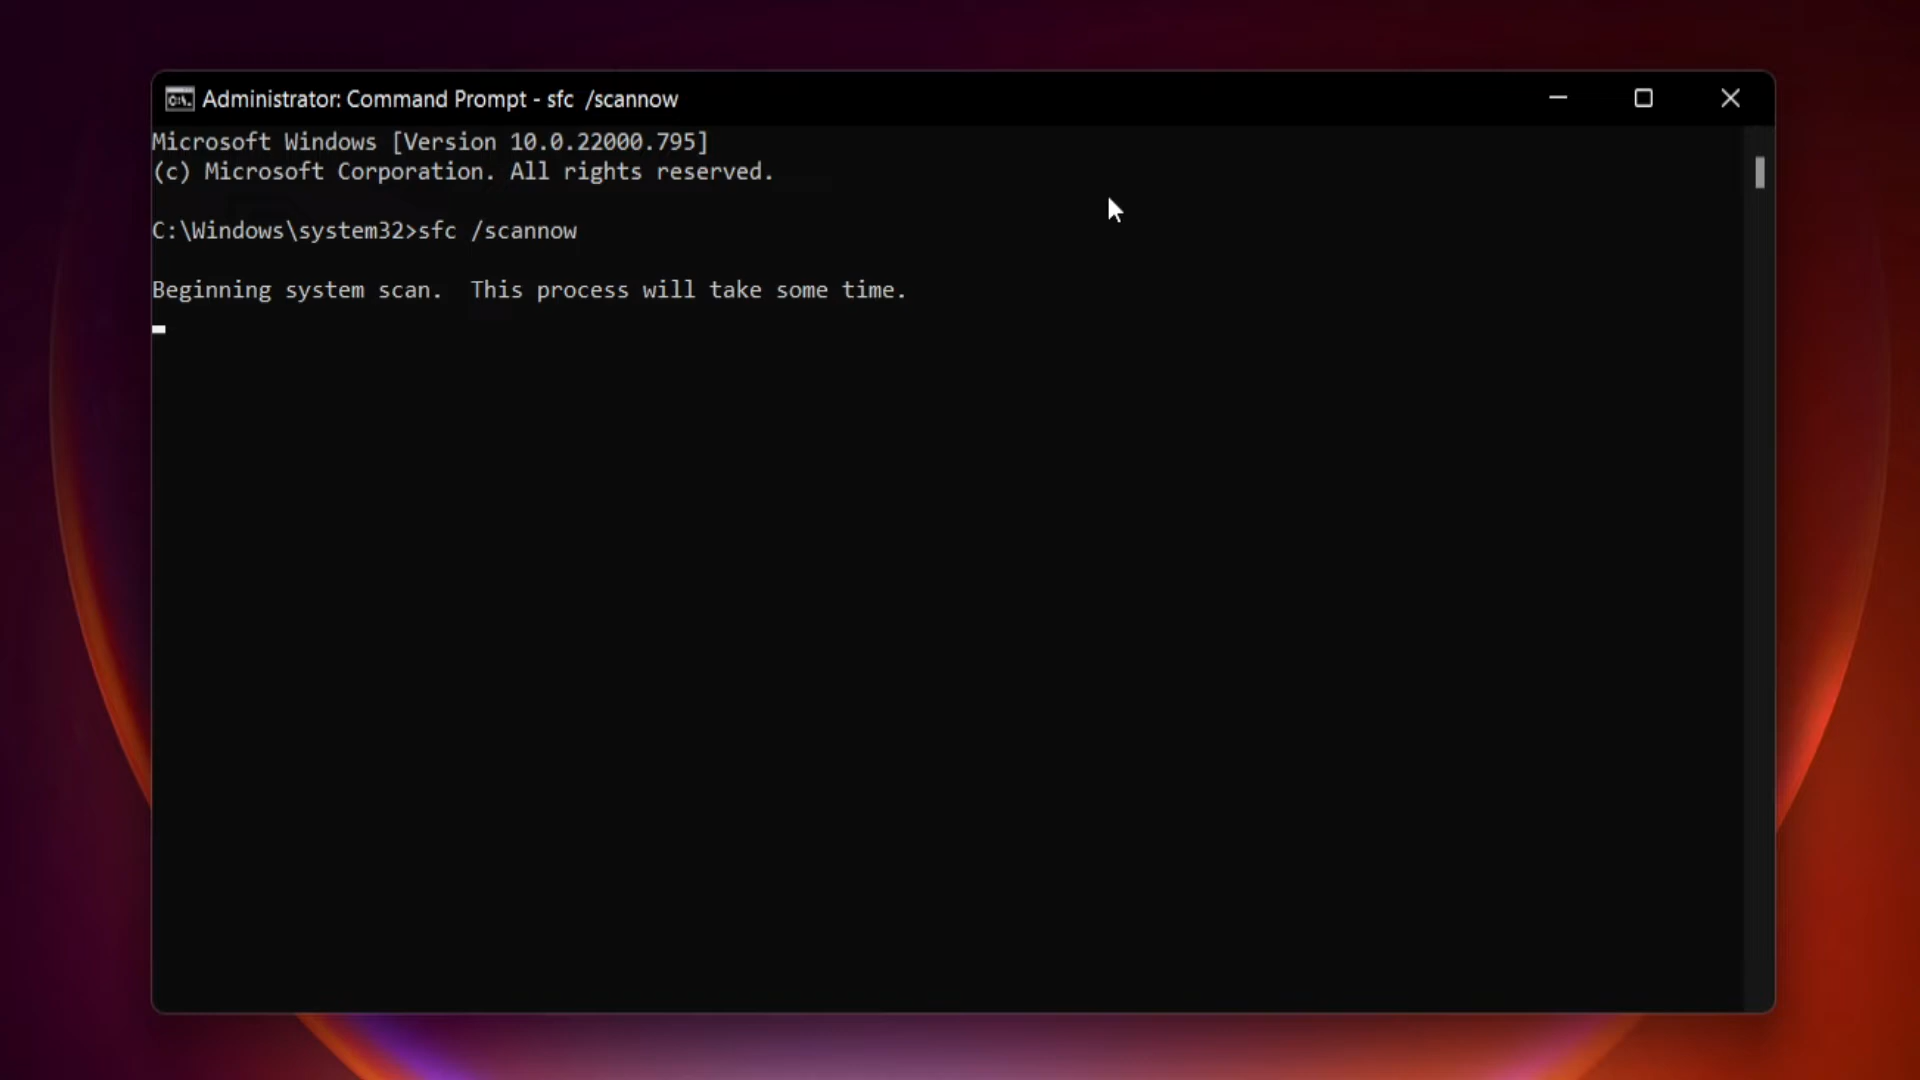 Administrator: Command Prompt - sfc  /scannow
Microsoft Windows [Version 10.0.22000.795]
(c) Microsoft Corporation. All rights reserved.
C:\Windows\system32>sfc /scannow
Beginning system scan.  This process will take some time.